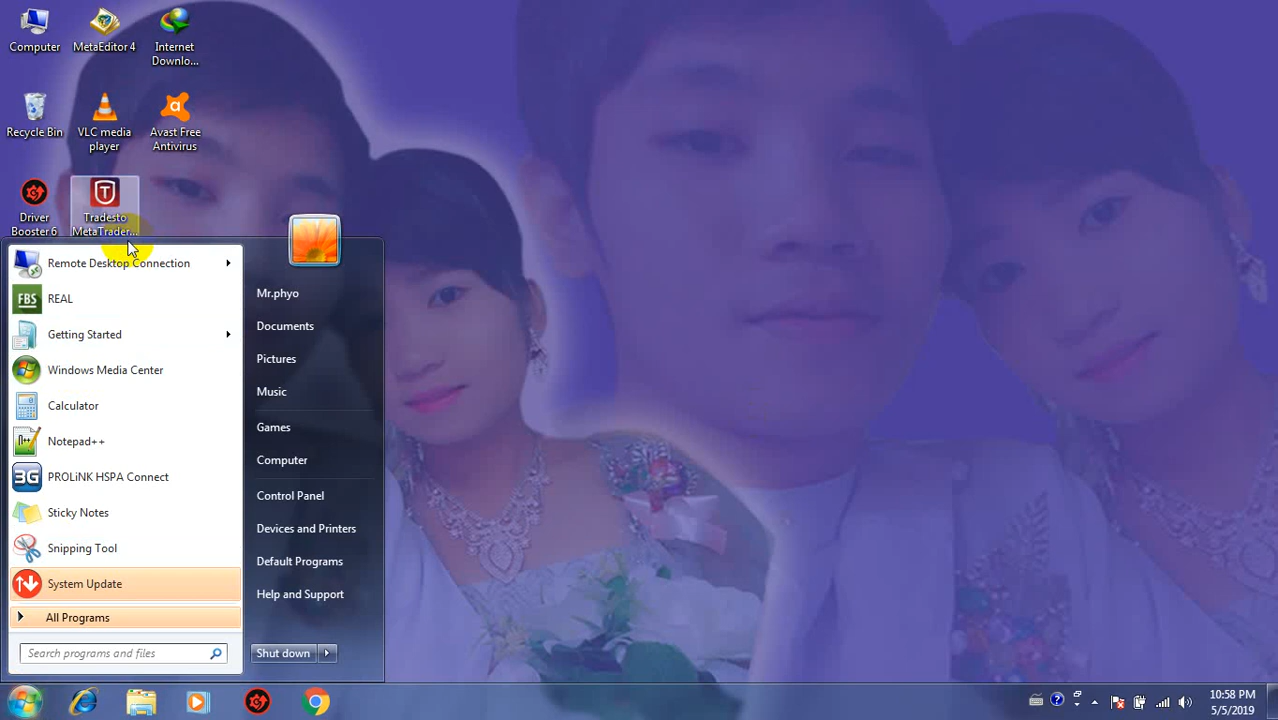 Computer
MetaEditor 4
Internet
Downlo...
Recycle Bin
VLC media
player
Avast Free
Antivirus
Driver
Booster 6
Tradesto
MetaTrader...
Remote Desktop Connection
FBS
REAL
Getting Started
Windows Media Center
Calculator
Notepad++
3G
PROLiNK HSPA Connect
Sticky Notes
Snipping Tool
System Update
All Programs
Search programs and files
Mr.phyo
Documents
Pictures
Music
Games
Computer
Control Panel
Devices and Printers
Default Programs
Help and Support
Shut down
10:58 PM
5/5/2019